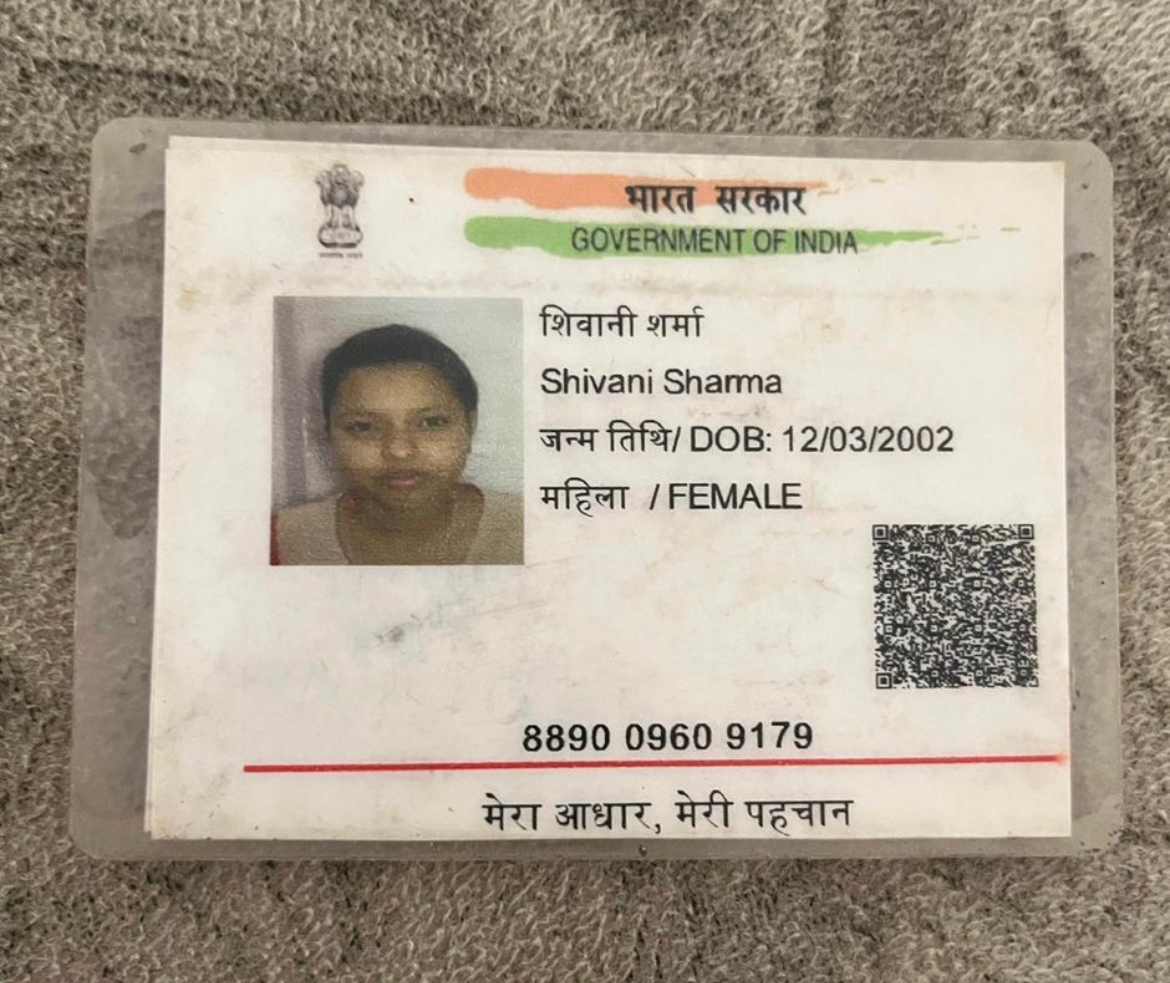 भारत सरकार
GOVERNMENT OF INDIA
शिवानी शर्मा
Shivani Sharma
जन्म तिथि/ DOB: 12/03/2002
महिला / FEMALE
8890 0960 9179
मेरा आधार, मेरी पहचान